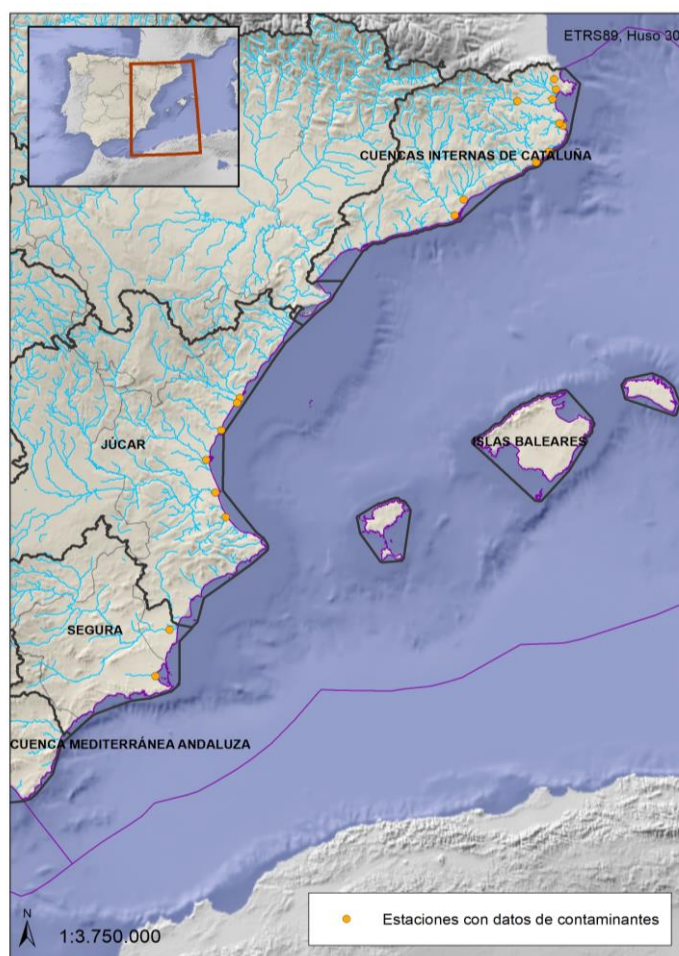 ETRS89, Huso 30
CUENCAS INTERNAS DE CATALUÑA
JÚCAR
ISLAS BALEARES
SEGURA
CUENCA MEDITERRÁNEA ANDALUZA
N
1:3.750.000
Estaciones con datos de contaminantes